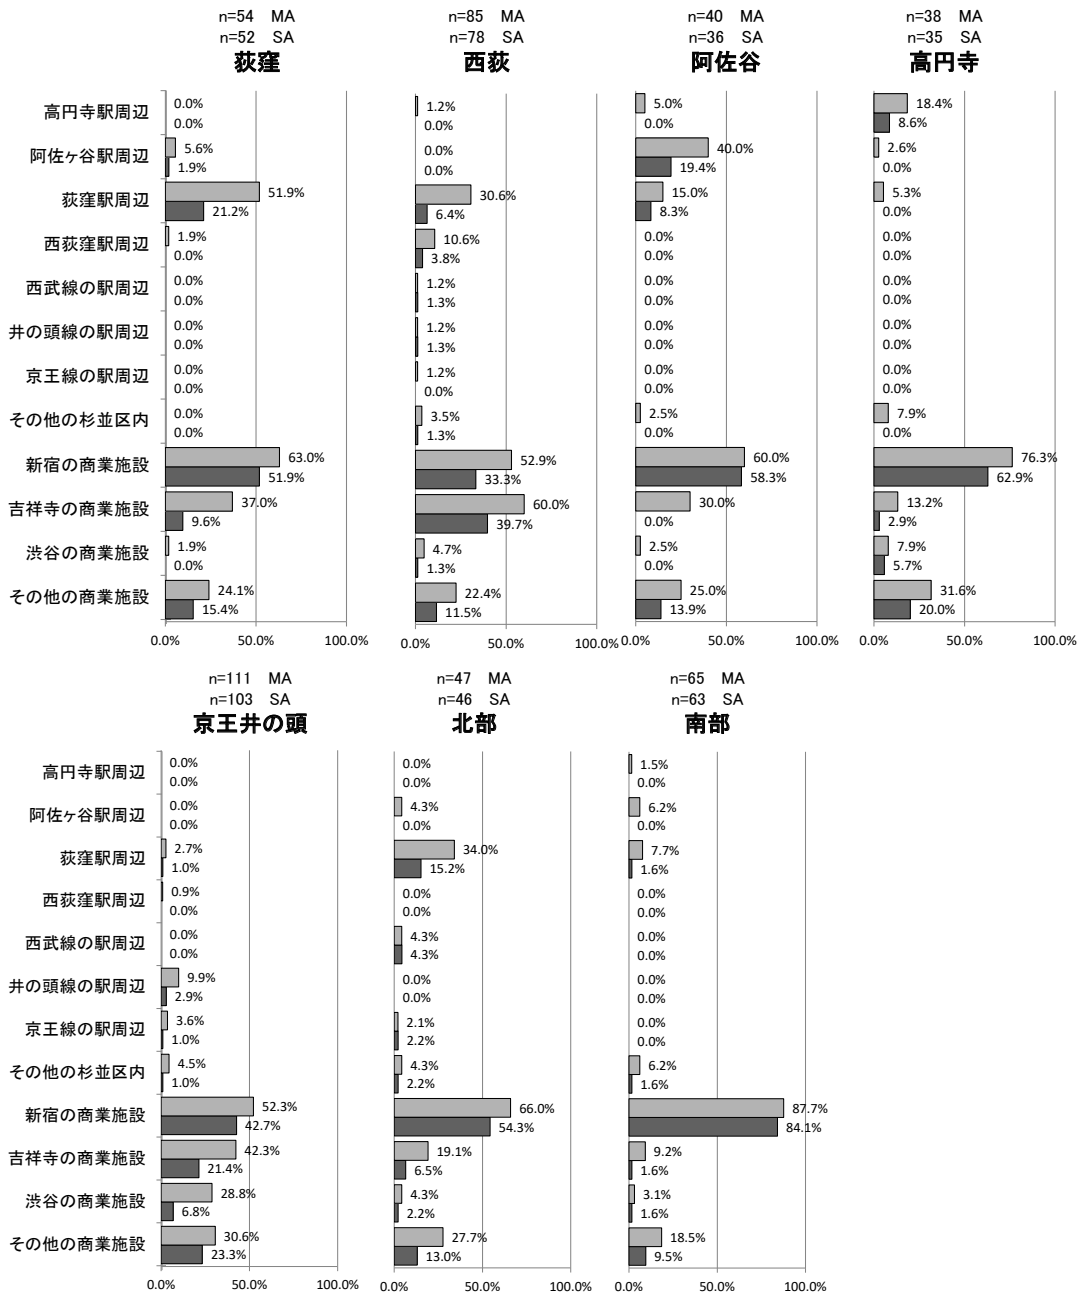 n=54 MA
n=52 SA
荻窪
n=85 MA
n=78 SA
西荻
n=40 MA
n=36 SA
阿佐谷
n=38 MA
n=35 SA
高円寺
高円寺駅周辺 0.0% 1.2% 5.0% 18.4%
0.0% 0.0% 0.0% 8.6%
阿佐ヶ谷駅周辺 5.6% 0.0% 40.0% 2.6%
1.9% 0.0% 19.4% 0.0%
荻窪駅周辺 51.9% 30.6% 15.0% 5.3%
21.2% 6.4% 8.3% 0.0%
西荻窪駅周辺 1.9% 10.6% 0.0% 0.0%
0.0% 3.8% 0.0% 0.0%
西武線の駅周辺 0.0% 1.2% 0.0% 0.0%
0.0% 1.3% 0.0% 0.0%
井の頭線の駅周辺 0.0% 1.2% 0.0% 0.0%
0.0% 1.3% 0.0% 0.0%
京王線の駅周辺 0.0% 1.2% 0.0% 0.0%
0.0% 0.0% 0.0% 0.0%
その他の杉並区内 0.0% 3.5% 2.5% 7.9%
0.0% 1.3% 0.0% 0.0%
新宿の商業施設 63.0% 52.9% 60.0% 76.3%
51.9% 33.3% 58.3% 62.9%
吉祥寺の商業施設 37.0% 60.0% 30.0% 13.2%
9.6% 39.7% 0.0% 2.9%
渋谷の商業施設 1.9% 4.7% 2.5% 7.9%
0.0% 1.3% 0.0% 5.7%
その他の商業施設 24.1% 22.4% 25.0% 31.6%
15.4% 11.5% 13.9% 20.0%
0.0% 50.0% 100.0% 0.0% 50.0% 100.0% 0.0% 50.0% 100.0% 0.0% 50.0% 100.0%
n=111 MA
n=103 SA
京王井の頭
n=47 MA
n=46 SA
北部
n=65 MA
n=63 SA
南部
高円寺駅周辺 0.0% 0.0% 1.5%
0.0% 0.0% 0.0%
阿佐ヶ谷駅周辺 0.0% 4.3% 6.2%
0.0% 0.0% 0.0%
荻窪駅周辺 2.7% 34.0% 7.7%
1.0% 15.2% 1.6%
西荻窪駅周辺 0.9% 0.0% 0.0%
0.0% 0.0% 0.0%
西武線の駅周辺 0.0% 4.3% 0.0%
0.0% 4.3% 0.0%
井の頭線の駅周辺 9.9% 0.0% 0.0%
2.9% 0.0% 0.0%
京王線の駅周辺 3.6% 2.1% 0.0%
1.0% 2.2% 0.0%
その他の杉並区内 4.5% 4.3% 6.2%
1.0% 2.2% 1.6%
新宿の商業施設 52.3% 66.0% 87.7%
42.7% 54.3% 84.1%
吉祥寺の商業施設 42.3% 19.1% 9.2%
21.4% 6.5% 1.6%
渋谷の商業施設 28.8% 4.3% 3.1%
6.8% 2.2% 1.6%
その他の商業施設 30.6% 27.7% 18.5%
23.3% 13.0% 9.5%
0.0% 50.0% 100.0% 0.0% 50.0% 100.0% 0.0% 50.0% 100.0%